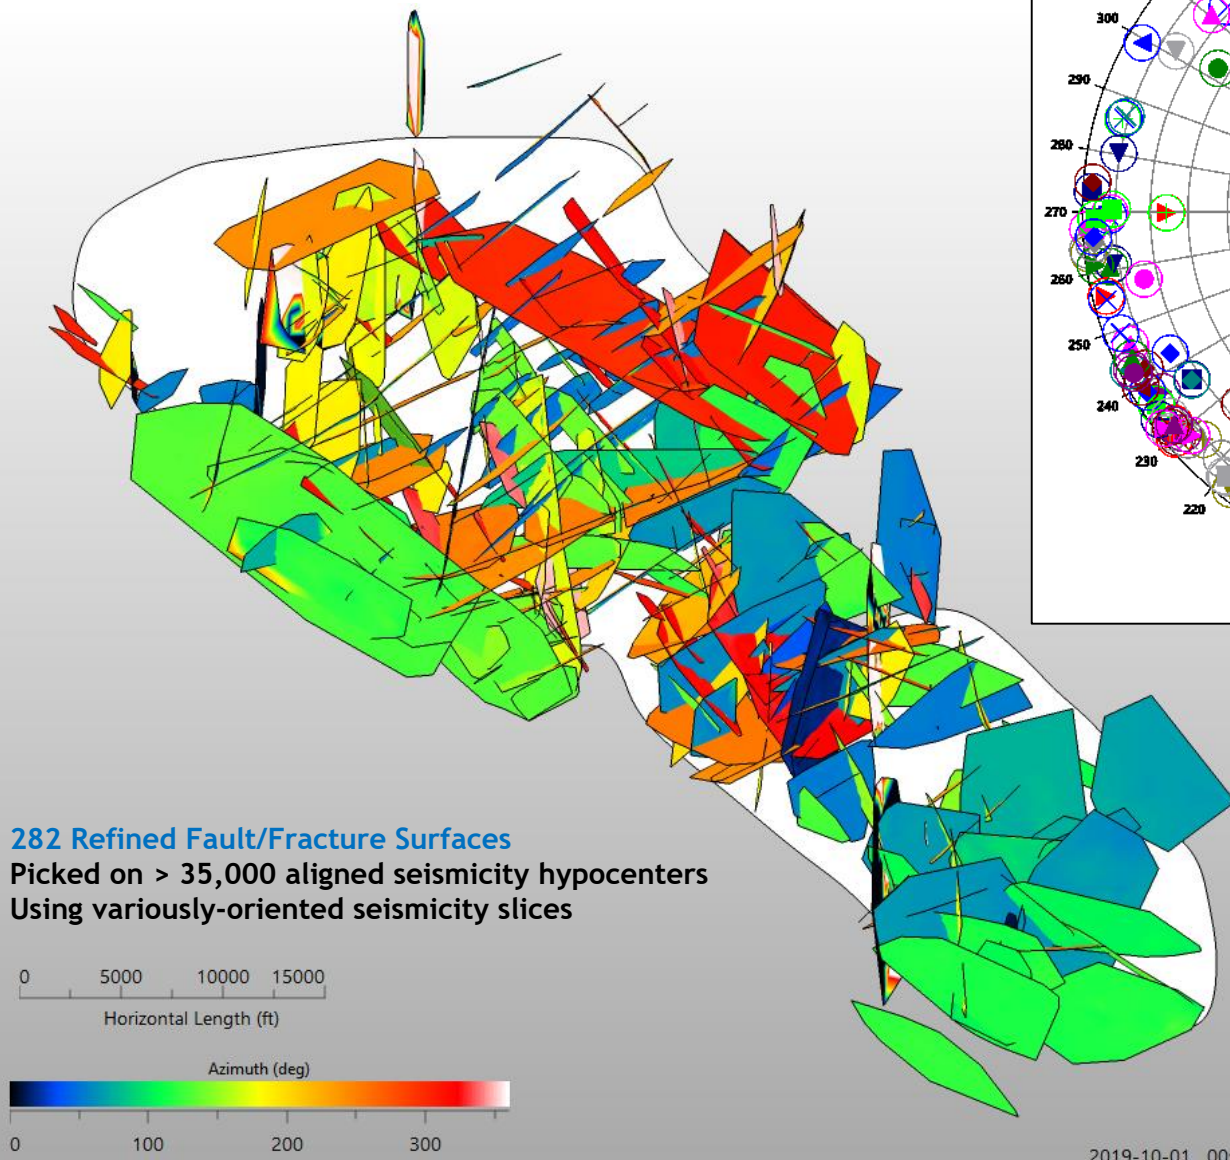 300
290
280
270
260
250
240
230
220
282 Refined Fault/Fracture Surfaces
Picked on > 35,000 aligned seismicity hypocenters
Using variously-oriented seismicity slices
0 5000 10000 15000
Horizontal Length (ft)
Azimuth (deg)
0 100 200 300
2019-10-01 00